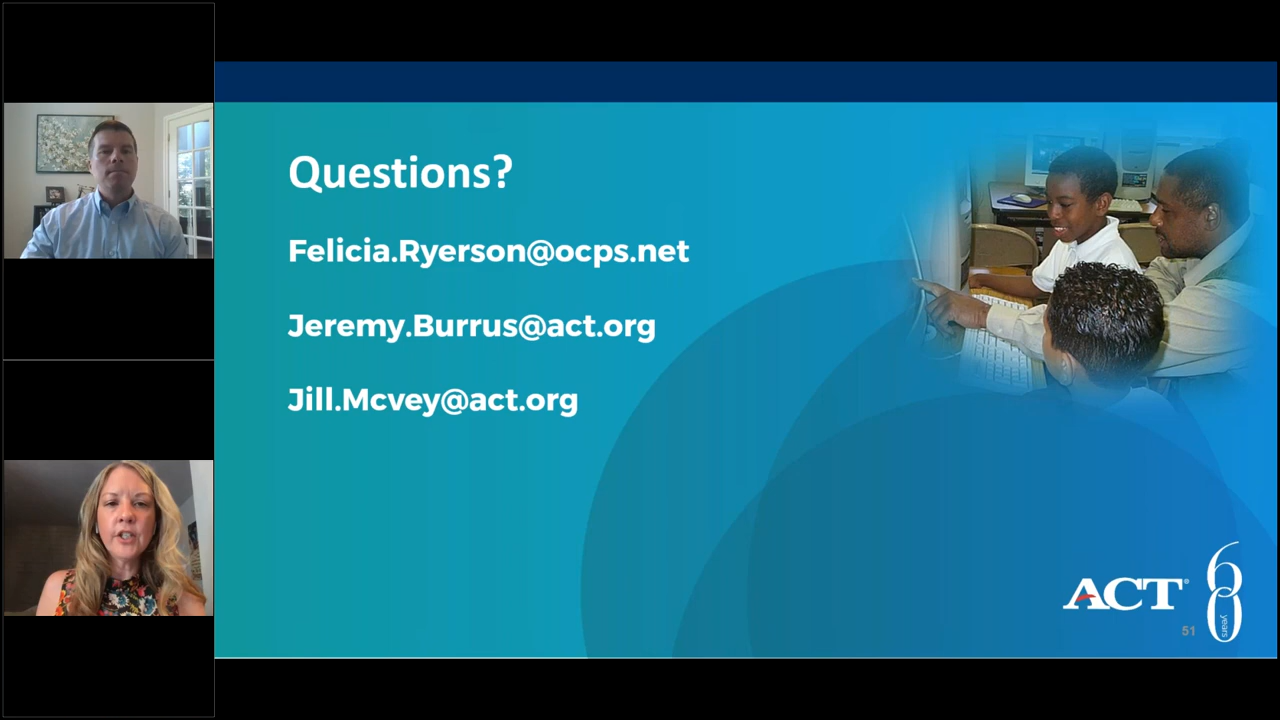 Questions?
Felicia.Ryerson@ocps.net
Jeremy.Burrus@act.org
Jill.Mcvey@act.org
ACT®
60
years
51